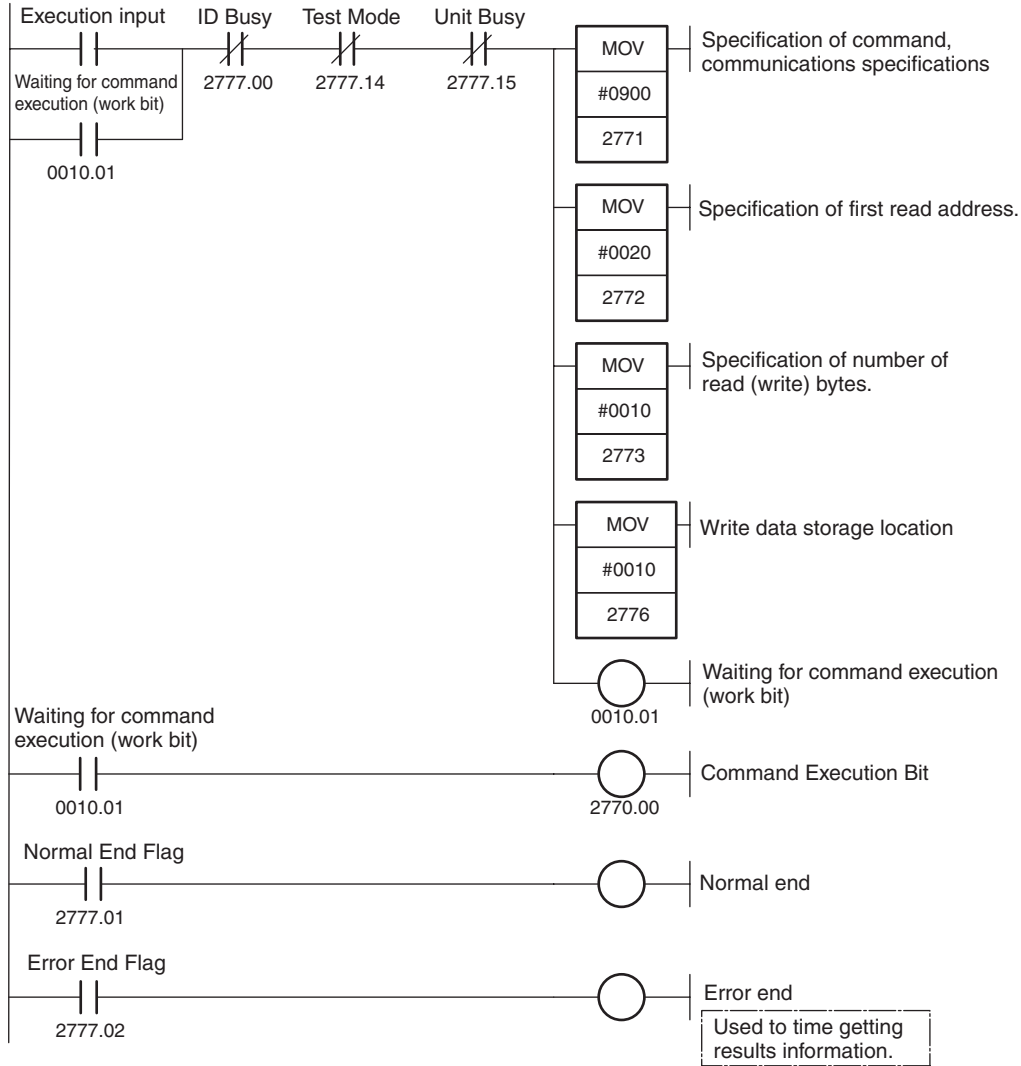 Execution input
ID Busy
Test Mode
Unit Busy
Waiting for command
execution (work bit)
2777.00
2777.14
2777.15
0010.01
MOV
#0900
2771
Specification of command,
communications specifications
MOV
#0020
2772
Specification of first read address.
MOV
#0010
2773
Specification of number of
read (write) bytes.
MOV
#0010
2776
Write data storage location
0010.01
Waiting for command execution
(work bit)
Waiting for command
execution (work bit)
0010.01
2770.00
Command Execution Bit
Normal End Flag
2777.01
Normal end
Error End Flag
2777.02
Error end
Used to time getting
results information.